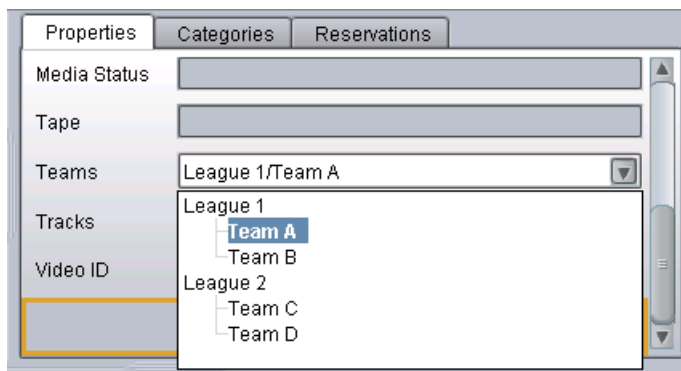 Properties Categories Reservations
Media Status
Tape
Teams League 1/Team A
League 1
Tracks Team A
Team B
Video ID
League 2
Team C
Team D